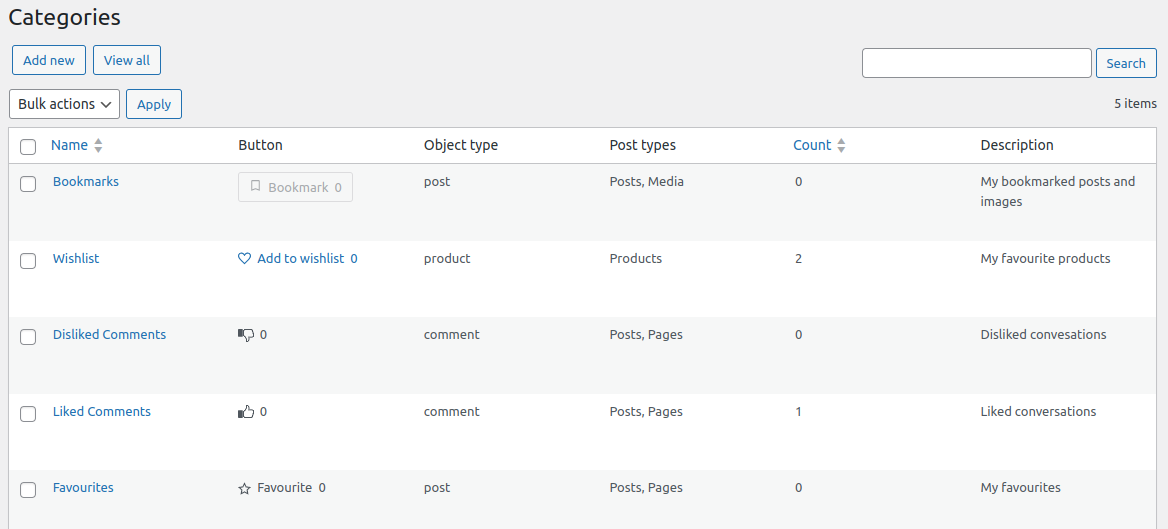 Categories
Add new View all Search
Bulk actions Apply 5 items
Name Button Object type Post types Count Description
Bookmarks Bookmark 0 post Posts, Media 0 My bookmarked posts and
images
Wishlist Add to wishlist 0 product Products 2 My favourite products
Disliked Comments 0 comment Posts, Pages 0 Disliked convesations
Liked Comments 0 comment Posts, Pages 1 Liked conversations
Favourites Favourite 0 post Posts, Pages 0 My favourites